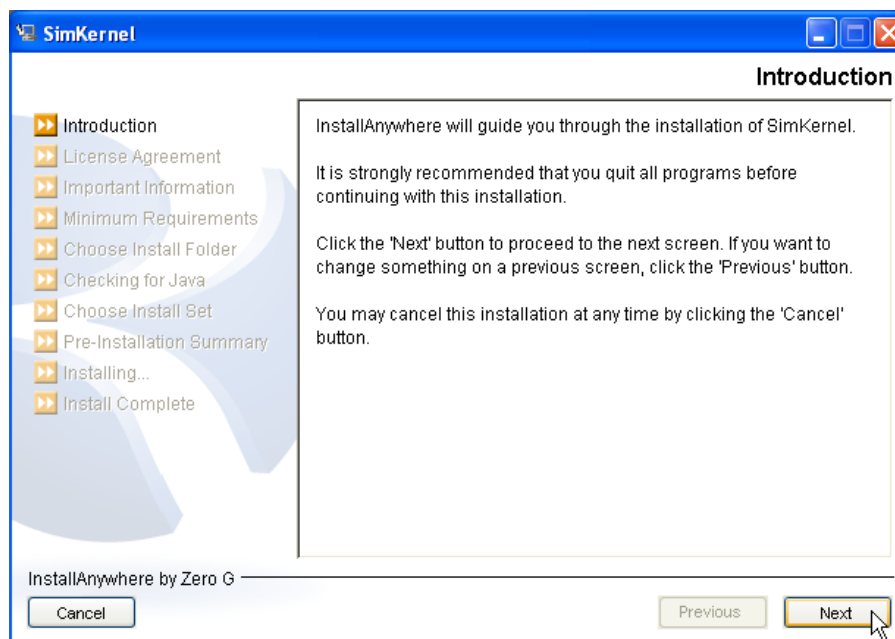 SimKernel
Introduction
Introduction
License Agreement
Important Information
Minimum Requirements
Choose Install Folder
Checking for Java
Choose Install Set
Pre-Installation Summary
Installing...
Install Complete
InstallAnywhere will guide you through the installation of SimKernel.
It is strongly recommended that you quit all programs before
continuing with this installation.
Click the 'Next' button to proceed to the next screen. If you want to
change something on a previous screen, click the 'Previous' button.
You may cancel this installation at any time by clicking the 'Cancel'
button.
InstallAnywhere by Zero G
Cancel
Previous
Next